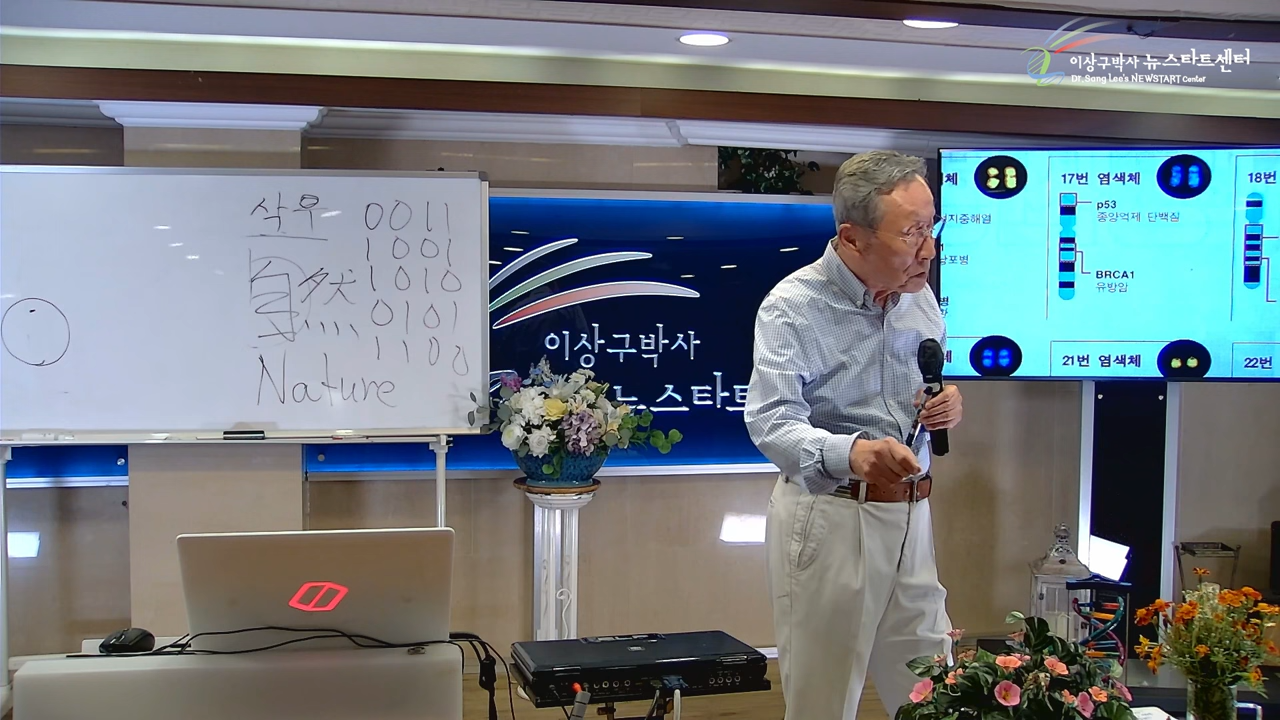 이상구박사 뉴스타트센터
Dr. Sang Lee's NEWSTART Center
삭우 0011
1001
自然 1010
0101
1100
Nature
이상구박사
뉴스타트
17번 염색체
p53
종양억제 단백질
BRCA1
유방암
18번
21번 염색체
22번